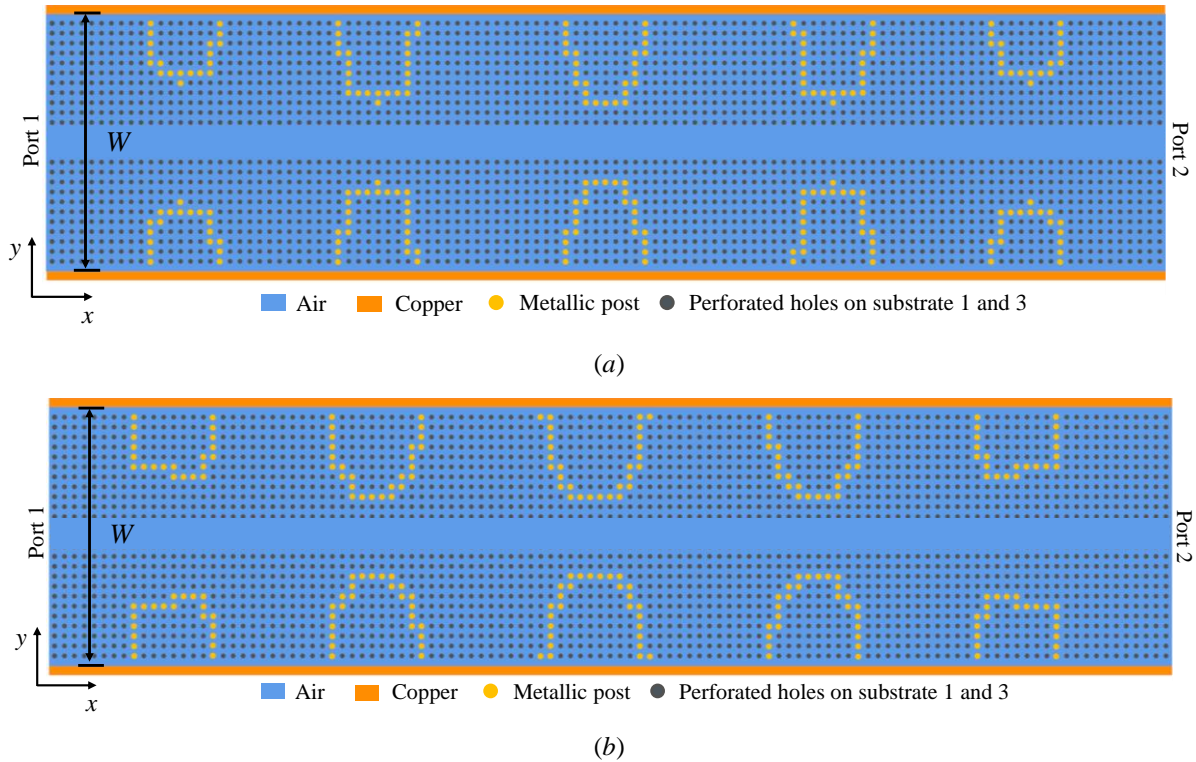 Port 1
W
Port 2
y
x
Air
Copper
Metallic post
Perforated holes on substrate 1 and 3
(a)
Port 1
W
Port 2
y
x
Air
Copper
Metallic post
Perforated holes on substrate 1 and 3
(b)